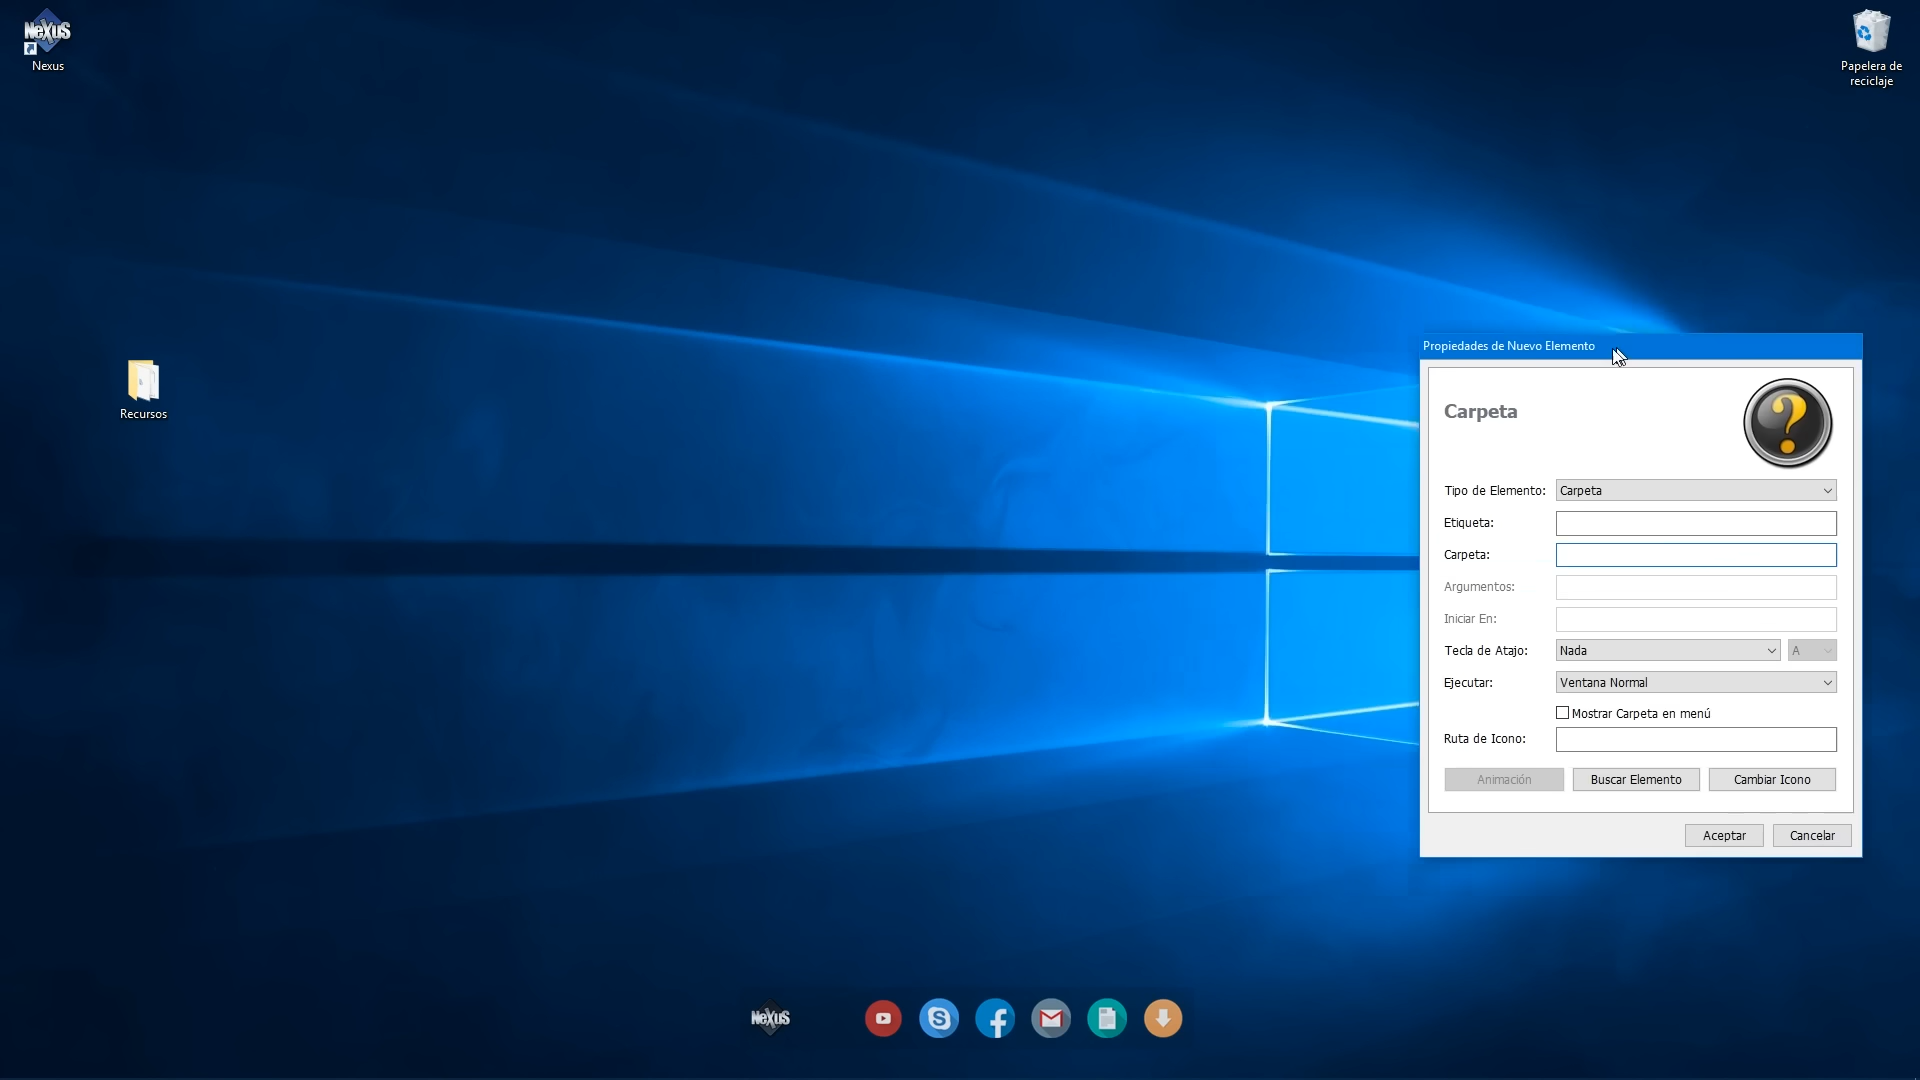 NeXuS
Nexus
Papelera de
reciclaje
Recursos
Propiedades de Nuevo Elemento
Carpeta
Tipo de Elemento: Carpeta
Etiqueta:
Carpeta:
Argumentos:
Iniciar En:
Tecla de Atajo: Nada A
Ejecutar: Ventana Normal
Mostrar Carpeta en menú
Ruta de Icono:
Animación Buscar Elemento Cambiar Icono
Aceptar Cancelar
NeXuS